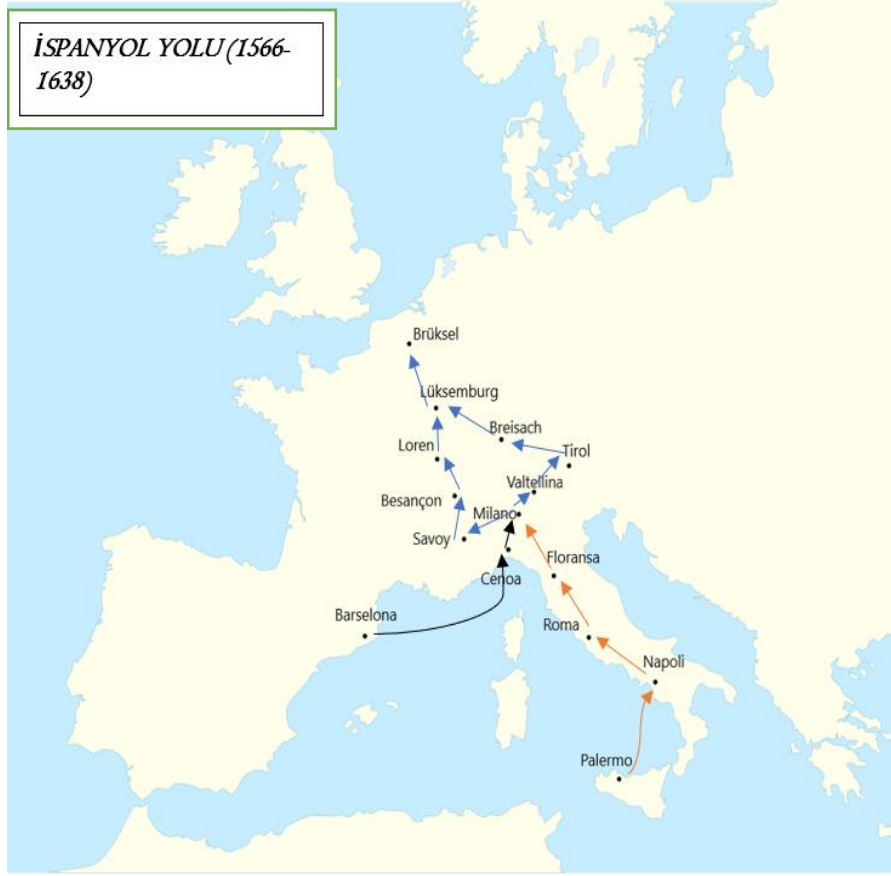 İSPANYOL YOLU (1566-
1638)
Brüksel
Lüksemburg
Breisach
Loren
Tirol
Valtellina
Besançon
Milano
Savoy
Cenoa
Floransa
Barselona
Roma
Napoli
Palermo